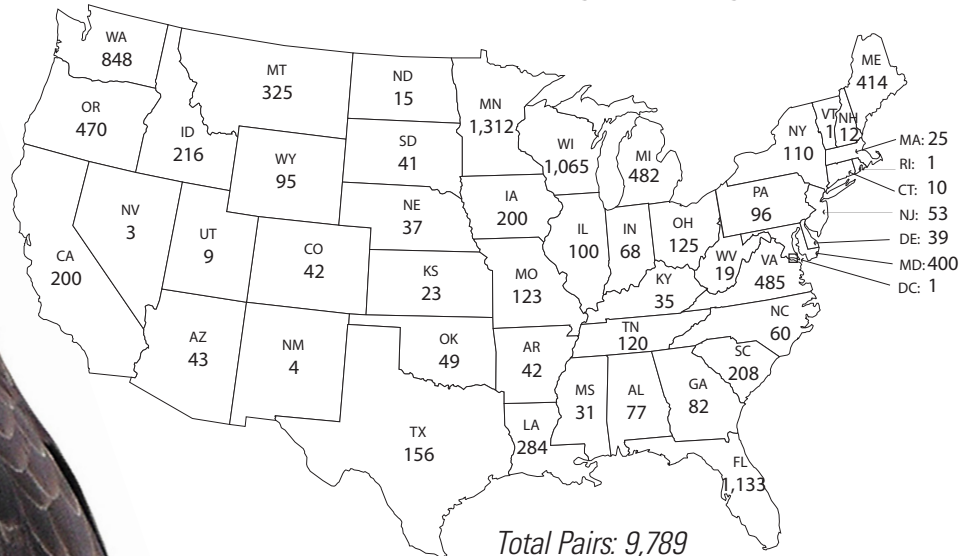 WA
848
MT
325
ND
15
MN
1,312
ME
414
OR
470
ID
216
WY
95
SD
41
WI
1,065
MI
482
NY
110
VT
1
NH
12
MA: 25
RI: 1
CT: 10
NJ: 53
DE: 39
MD: 400
DC: 1
NV
3
UT
9
CO
42
NE
37
IA
200
IL
100
IN
68
OH
125
PA
96
WV
19
VA
485
CA
200
KS
23
MO
123
KY
35
NC
60
TN
120
SC
208
AZ
43
NM
4
OK
49
AR
42
MS
31
AL
77
GA
82
TX
156
LA
284
FL
1,133
Total Pairs: 9,789